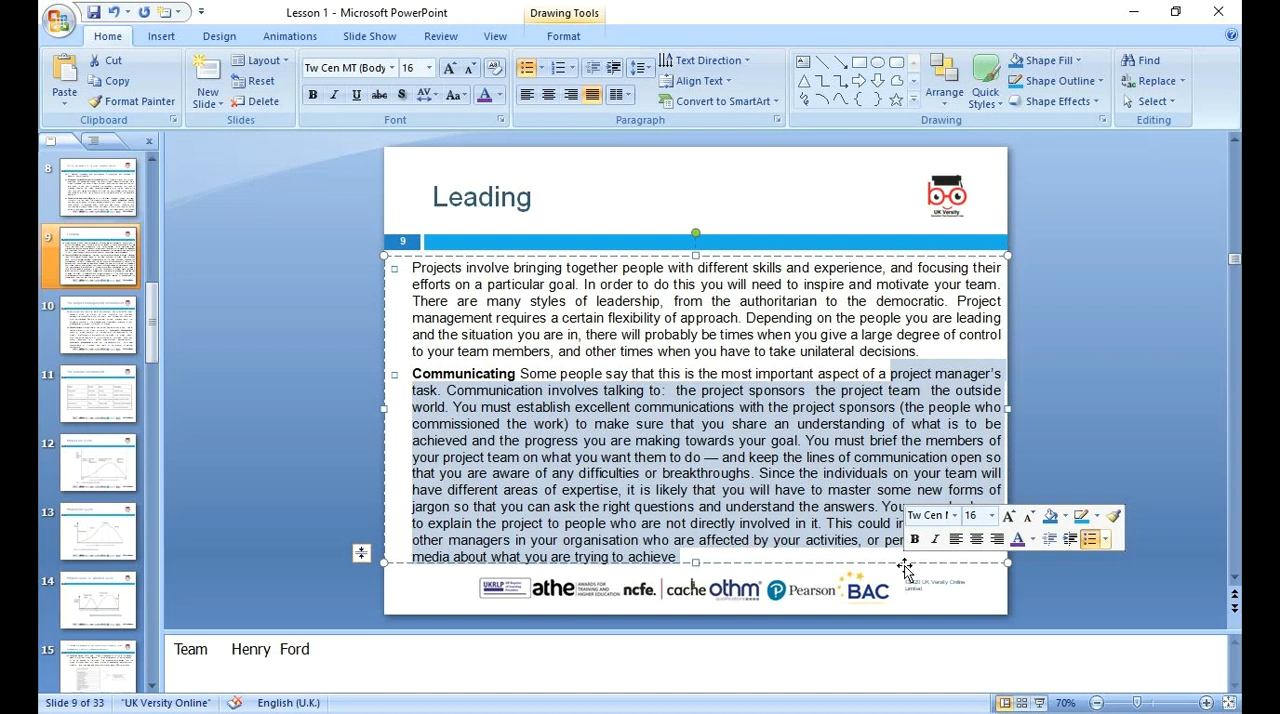 Lesson 1 - Microsoft PowerPoint
Drawing Tools
Home Insert Design Animations Slide Show Review View Format
Paste
Cut
Copy
Format Painter
Clipboard
New Slide
Layout
Reset
Delete
Slides
Tw Cen MT (Body 16
Font
Text Direction
Align Text
Convert to SmartArt
Paragraph
Arrange
Quick Styles
Shape Fill
Shape Outline
Shape Effects
Drawing
Find
Replace
Select
Editing
8
9
10
11
12
13
14
15
Leading
UK Versity
9
Projects involve bringing together people with different skills and experience, and focusing their
efforts on a particular goal. In order to do this you will need to inspire and motivate your team.
There are many styles of leadership, from the authoritarian to the democratic. Project
management requires a certain flexibility of approach. Depending on the people you are leading
and the situation you are in, there will probably be times when you give a large degree of control
to your team members, and other times when you have to take unilateral decisions.
Communicating Some people say that this is the most important aspect of a project manager's
task. Communication involves talking to: the project sponsors the project team the outside
world. You must establish excellent communications with the project sponsors (the people who
commissioned the work) to make sure that you share an understanding of what is to be
achieved and the progress you are making towards your goal. You must brief the members of
your project team on what you want them to do — and keep the lines of communication open so
that you are aware of any difficulties or breakthroughs. Since the individuals on your team will
have different areas of expertise, it is likely that you will have to master some new forms of
jargon so that you can ask the right questions and understand the answers. You
to explain the project to people who are not directly involved in it. This could in
other managers in your organisation who are affected by your activities, or per
media about what you are trying to achieve
Tw Cen 16
UKRLP athe AWARDS FOR TRAINING AND HIGHER EDUCATION ncfe. cache othm Pearson BAC
UK Versity Online Limited
Team Henry Ford
Slide 9 of 33 "UK Versity Online" English (U.K.) 70%